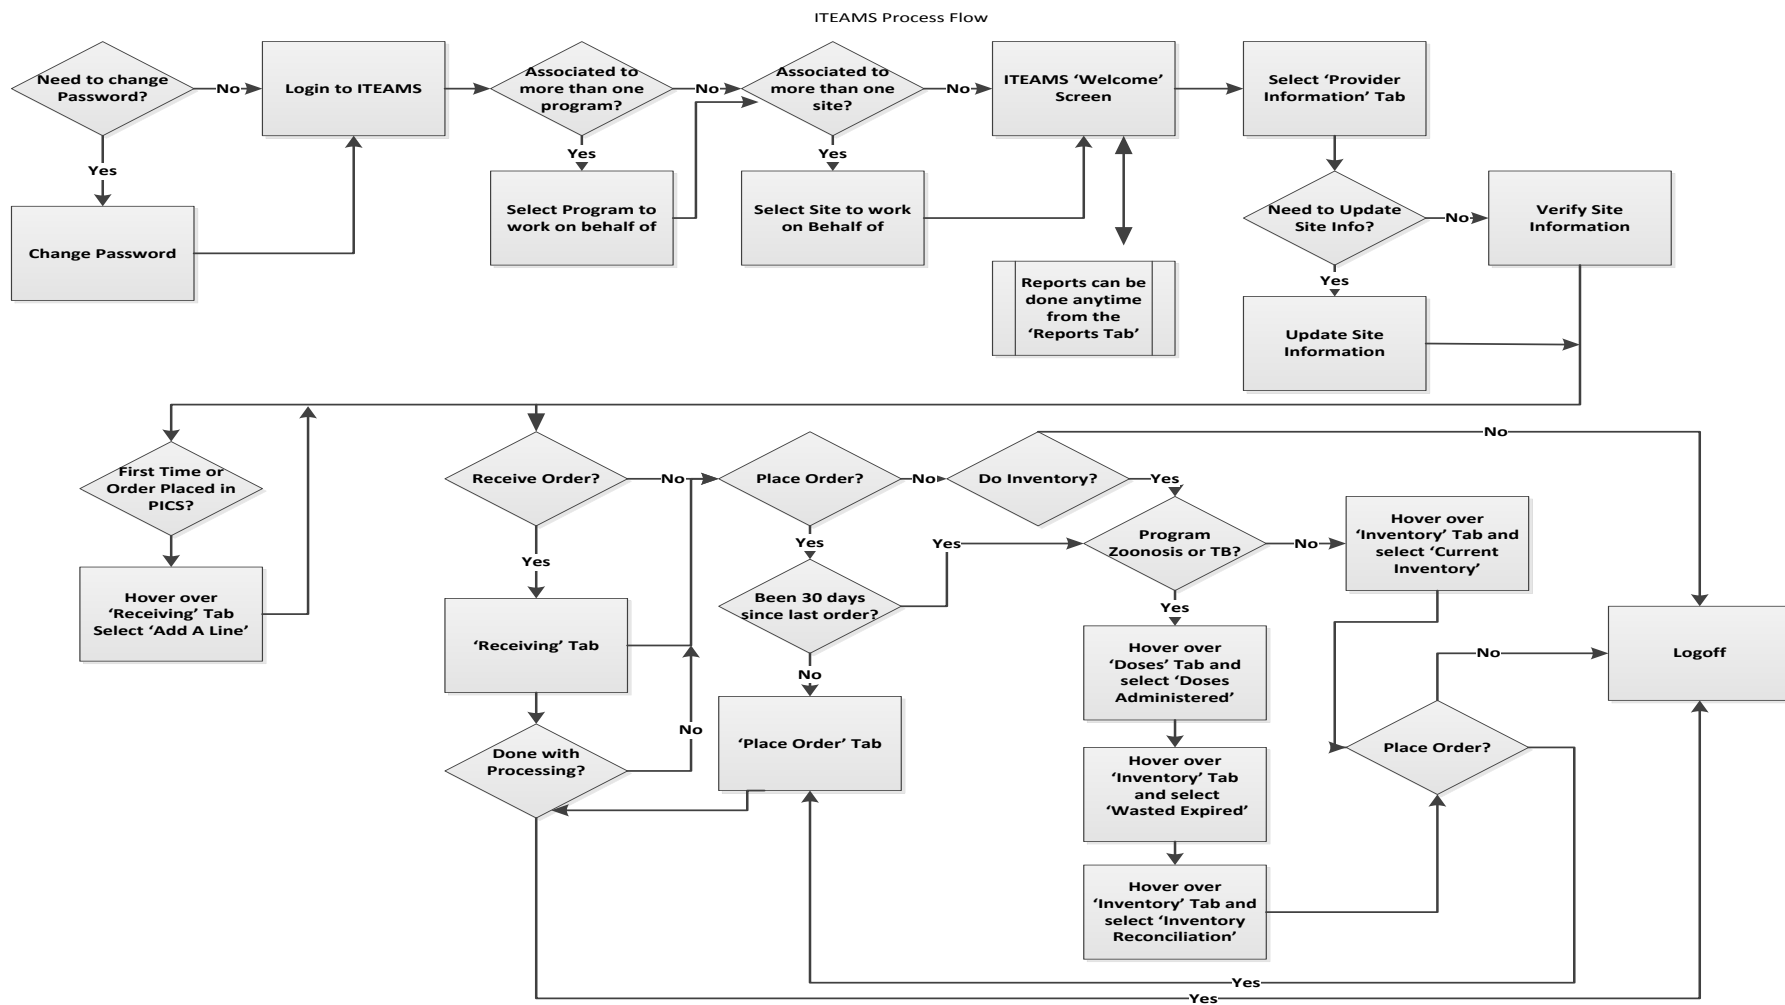 ITEAMS Process Flow
Need to change
Password?
No
Login to ITEAMS
Associated to
more than one
program?
No
Associated to
more than one
site?
No
ITEAMS ‘Welcome’
Screen
Select ‘Provider
Information’ Tab
Yes
Change Password
Yes
Select Program to
work on behalf of
Yes
Select Site to work
on Behalf of
Reports can be
done anytime
from the
‘Reports Tab’
Need to Update
Site Info?
No
Verify Site
Information
Yes
Update Site
Information
First Time or
Order Placed in
PICS?
Hover over
‘Receiving’ Tab
Select ‘Add A Line’
Receive Order?
No
Place Order?
No
Do Inventory?
No
Yes
Yes
‘Receiving’ Tab
Done with
Processing?
No
Yes
Been 30 days
since last order?
Yes
No
‘Place Order’ Tab
Program
Zoonosis or TB?
No
Hover over
‘Inventory’ Tab and
select ‘Current
Inventory’
Yes
Hover over
‘Doses’ Tab and
select ‘Doses
Administered’
Hover over
‘Inventory’ Tab
and select
‘Wasted Expired’
Hover over
‘Inventory’ Tab and
select ‘Inventory
Reconciliation’
Place Order?
No
Logoff
Yes
Yes